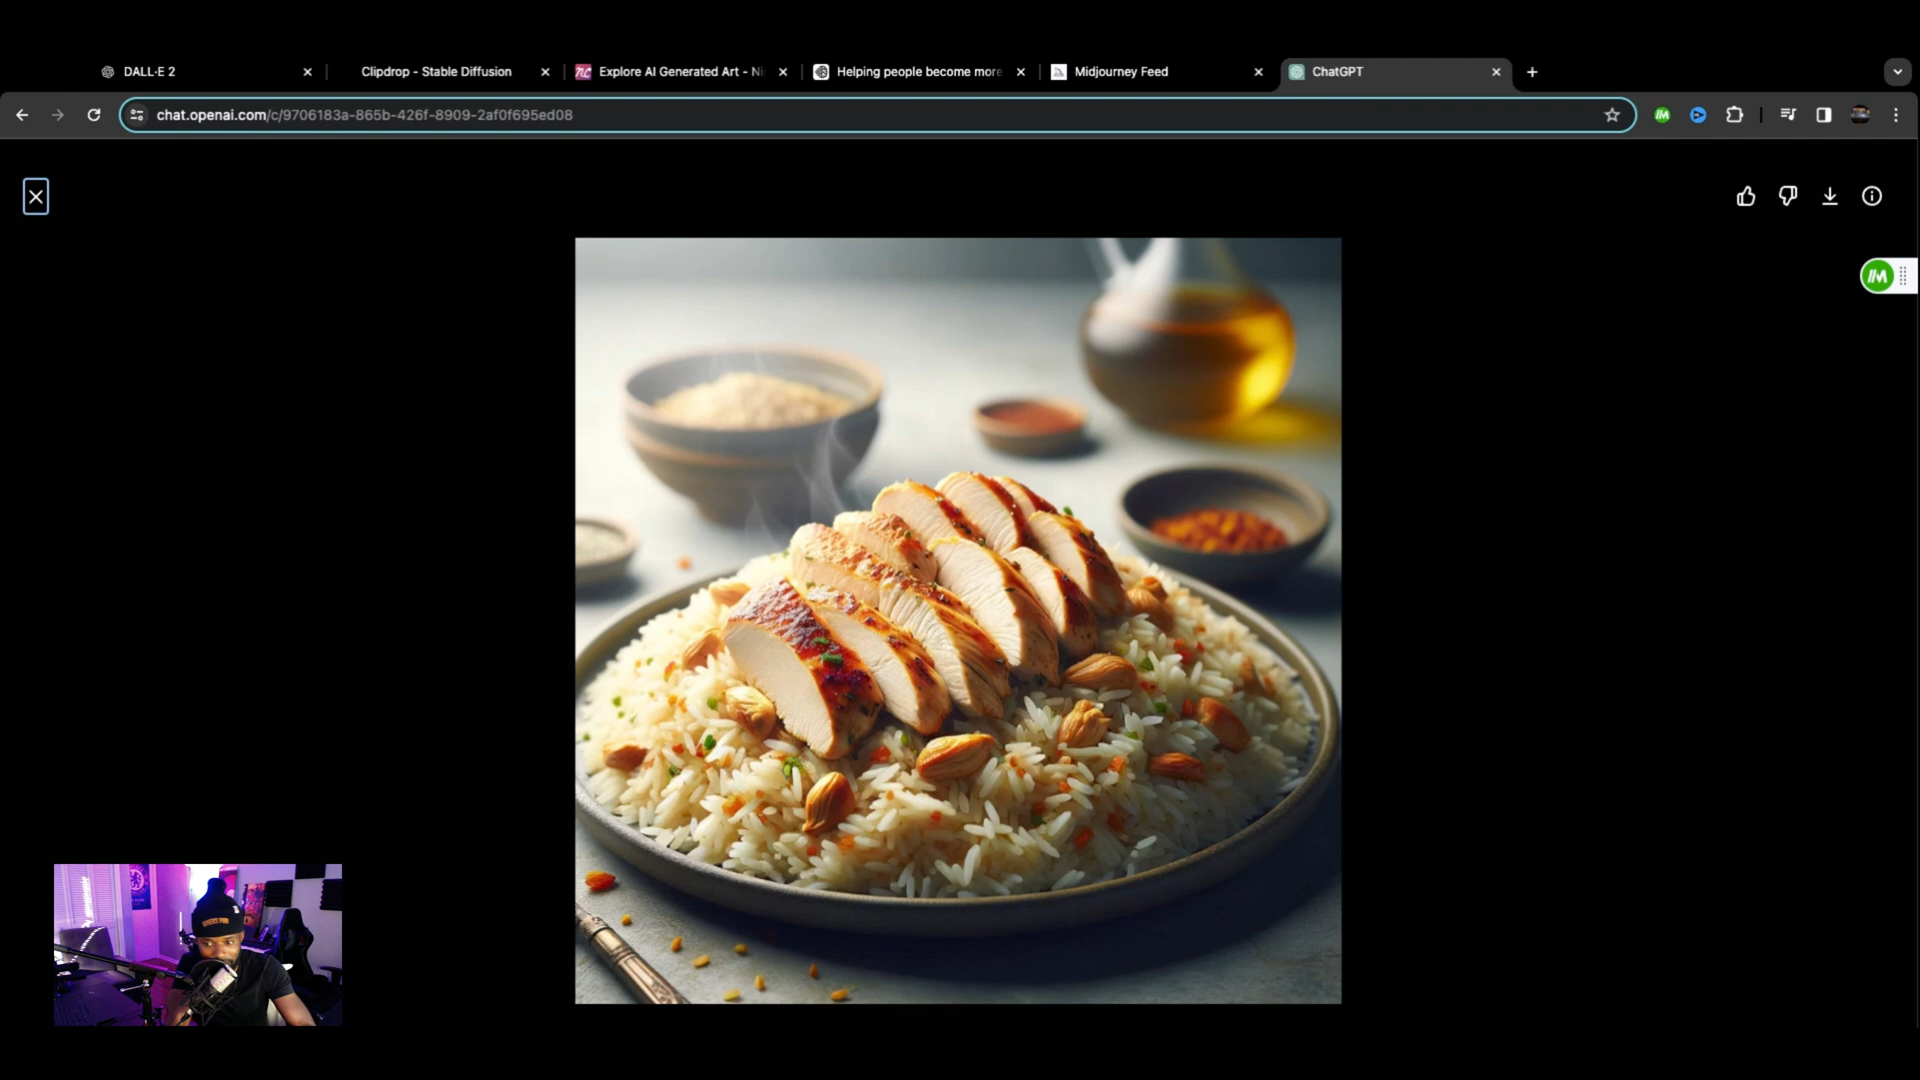 DALL·E 2
Clipdrop - Stable Diffusion
Explore AI Generated Art - Ni
Helping people become more
Midjourney Feed
ChatGPT
chat.openai.com/c/9706183a-865b-426f-8909-2af0f695ed08